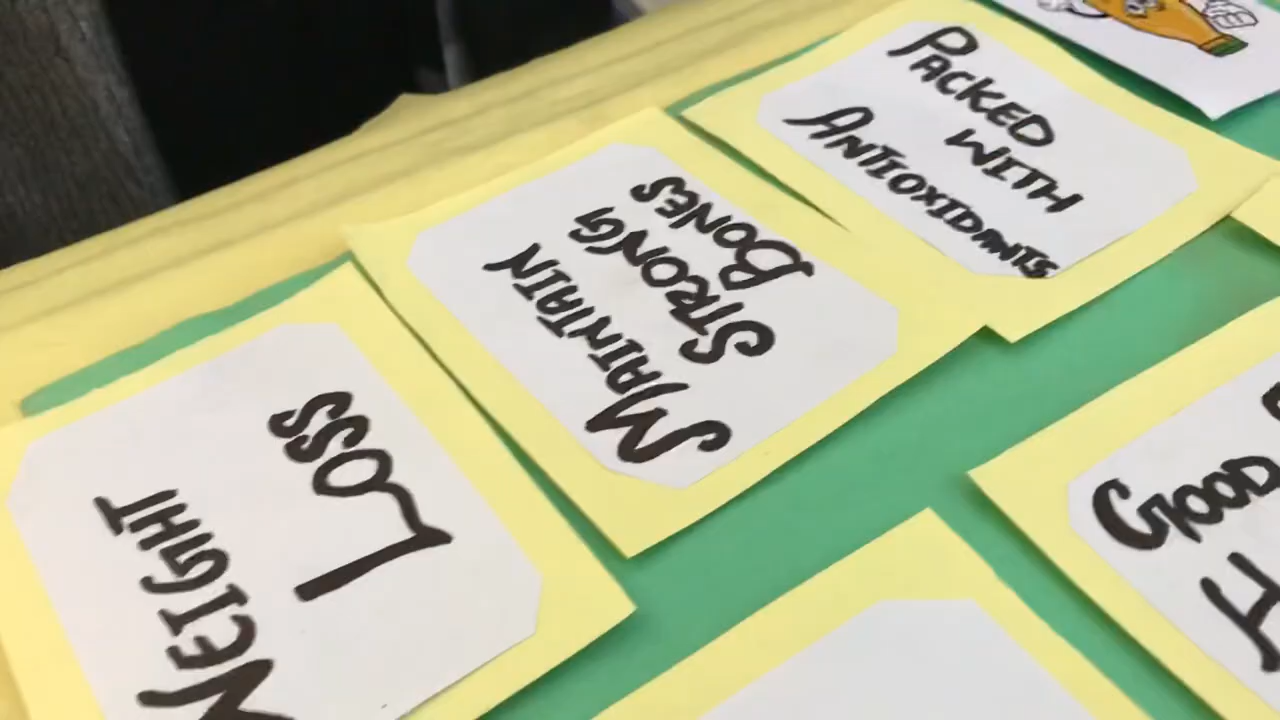 PACKED
WITH
ANTIOXIDANTS
MAINTAIN
STRONG
BONES
WEIGHT
LOSS
GOOD